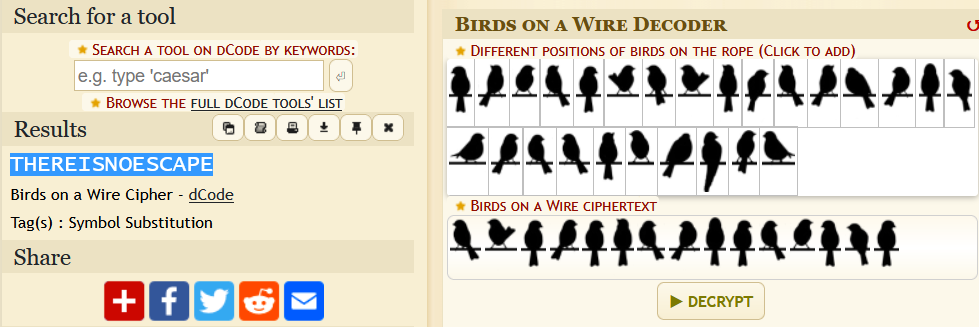 Search for a tool
★ SEARCH A TOOL ON DCODE BY KEYWORDS:
e.g. type 'caesar'
★ BROWSE THE FULL DCODE TOOLS' LIST
Results
THEREISNOESCAPE
Birds on a Wire Cipher - dCode
Tag(s) : Symbol Substitution
Share
BIRDS ON A WIRE DECODER
★ DIFFERENT POSITIONS OF BIRDS ON THE ROPE (CLICK TO ADD)
★ BIRDS ON A WIRE CIPHERTEXT
▶ DECRYPT